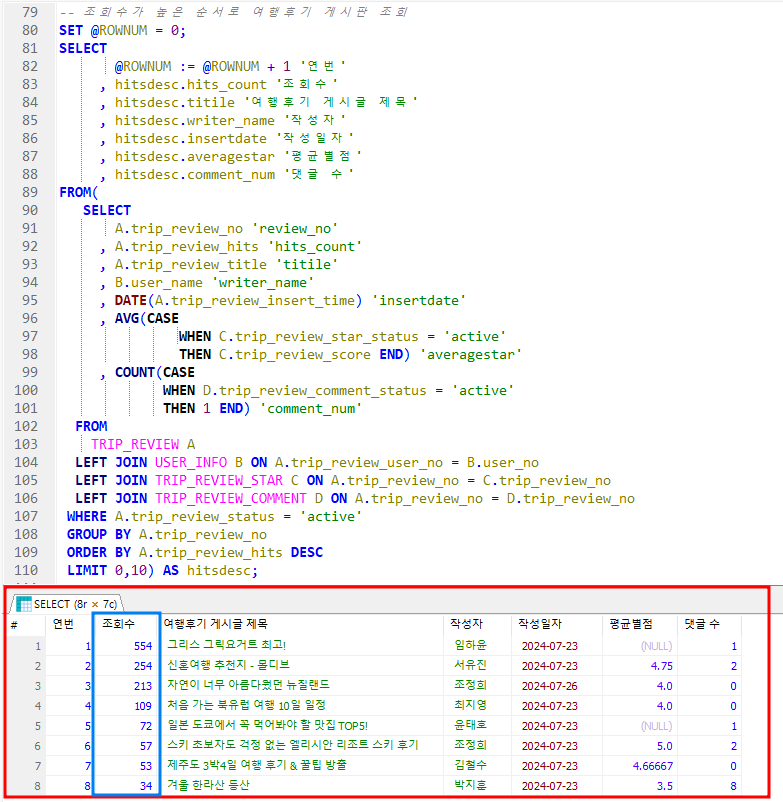 79 -- 조회수가 높은 순서로 여행후기 게시판 조회
80 SET @ROWNUM = 0;
81 SELECT
82 @ROWNUM := @ROWNUM + 1 '연번'
83 , hitsdesc.hits_count '조회수'
84 , hitsdesc.titile '여행후기 게시글 제목'
85 , hitsdesc.writer_name '작성자'
86 , hitsdesc.insertdate '작성일자'
87 , hitsdesc.averagestar '평균별점'
88 , hitsdesc.comment_num '댓글 수'
89 FROM(
90 SELECT
91 A.trip_review_no 'review_no'
92 , A.trip_review_hits 'hits_count'
93 , A.trip_review_title 'titile'
94 , B.user_name 'writer_name'
95 , DATE(A.trip_review_insert_time) 'insertdate'
96 , AVG(CASE
97 WHEN C.trip_review_star_status = 'active'
98 THEN C.trip_review_score END) 'averagestar'
99 , COUNT(CASE
100 WHEN D.trip_review_comment_status = 'active'
101 THEN 1 END) 'comment_num'
102 FROM
103 TRIP_REVIEW A
104 LEFT JOIN USER_INFO B ON A.trip_review_user_no = B.user_no
105 LEFT JOIN TRIP_REVIEW_STAR C ON A.trip_review_no = C.trip_review_no
106 LEFT JOIN TRIP_REVIEW_COMMENT D ON A.trip_review_no = D.trip_review_no
107 WHERE A.trip_review_status = 'active'
108 GROUP BY A.trip_review_no
109 ORDER BY A.trip_review_hits DESC
110 LIMIT 0,10) AS hitsdesc;
SELECT (8r × 7c)
# 연번 조회수 여행후기 게시글 제목 작성자 작성일자 평균별점 댓글 수
1 1 554 그리스 그릭요거트 최고! 임하윤 2024-07-23 (NULL) 1
2 2 254 신혼여행 추천지 - 몰디브 서유진 2024-07-23 4.75 2
3 3 213 자연이 너무 아름다웠던 뉴질랜드 조정희 2024-07-26 4.0 0
4 4 109 처음 가는 북유럽 여행 10일 일정 최지영 2024-07-23 4.0 0
5 5 72 일본 도쿄에서 꼭 먹어봐야 할 맛집 TOP5! 윤태호 2024-07-23 (NULL) 1
6 6 57 스키 초보자도 걱정 없는 엘리시안 리조트 스키 후기 조정희 2024-07-23 5.0 2
7 7 53 제주도 3박4일 여행 후기 & 꿀팁 방출 김철수 2024-07-23 4.66667 0
8 8 34 겨울 한라산 등산 박지훈 2024-07-23 3.5 8